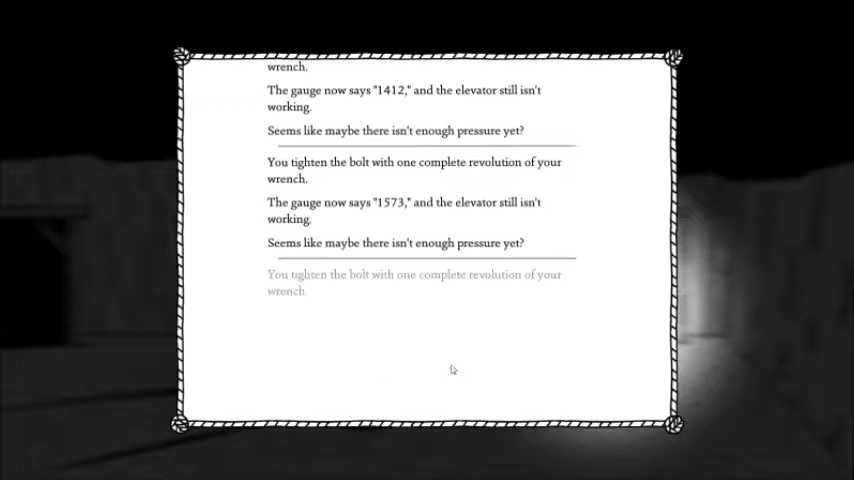 wrench.
The gauge now says "1412," and the elevator still isn't
working.
Seems like maybe there isn't enough pressure yet?
You tighten the bolt with one complete revolution of your
wrench.
The gauge now says "1573," and the elevator still isn't
working.
Seems like maybe there isn't enough pressure yet?
You tighten the bolt with one complete revolution of your
wrench.